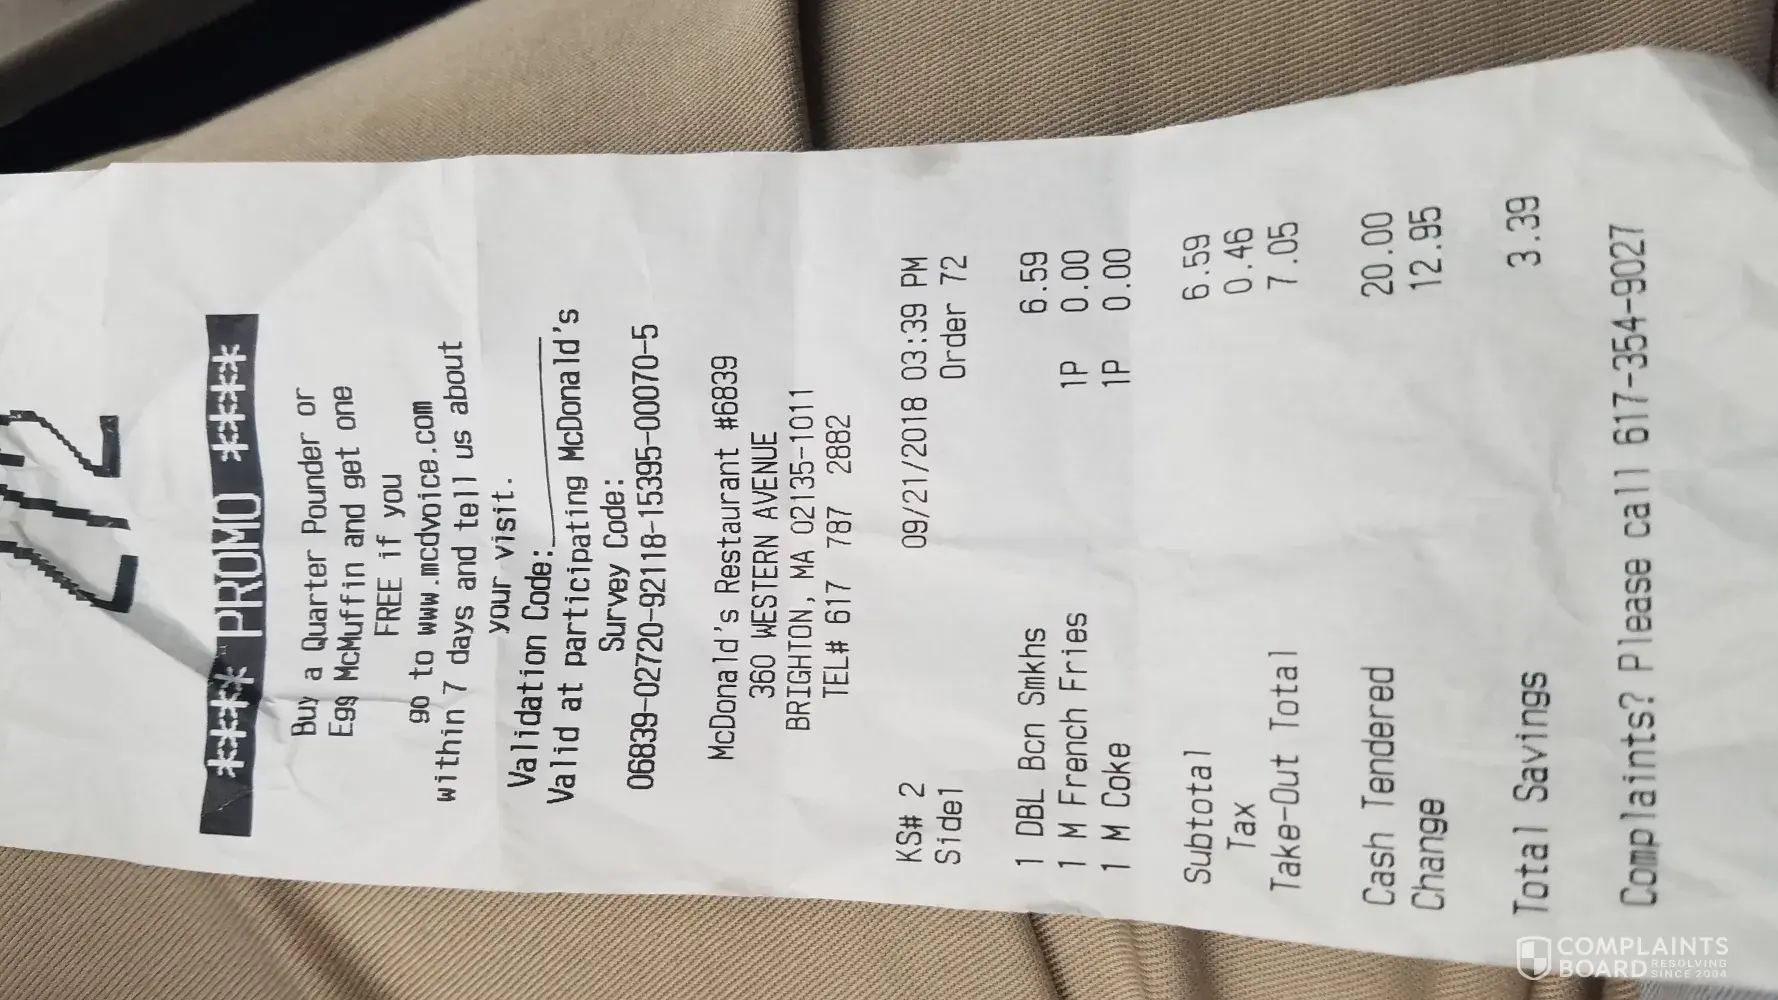 72
**** PROMO ****
Buy a Quarter Pounder or
Egg McMuffin and get one
FREE if you
go to www.mcdvoice.com
within 7 days and tell us about
your visit.
Validation Code:__________
Valid at participating McDonald's
Survey Code:
06839-02720-92118-15395-00070-5
McDonald's Restaurant #6839
360 WESTERN AVENUE
BRIGHTON, MA 02135-1011
TEL# 617 787 2882
KS# 2 09/21/2018 03:39 PM
Side1 Order 72
1 DBL Bcn Smkhs 6.59
1 M French Fries 1P 0.00
1 M Coke 1P 0.00
Subtotal 6.59
Tax 0.46
Take-Out Total 7.05
Cash Tendered 20.00
Change 12.95
Total Savings 3.39
Complaints? Please call 617-354-9027
COMPLAINTS
BOARD RESOLVING
SINCE 2004